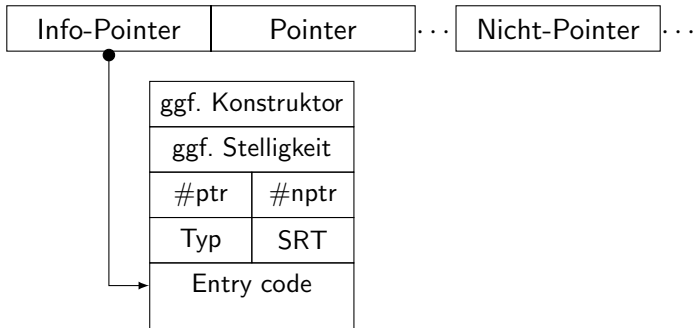 Info-Pointer Pointer ··· Nicht-Pointer ···
ggf. Konstruktor
ggf. Stelligkeit
#ptr #nptr
Typ SRT
Entry code